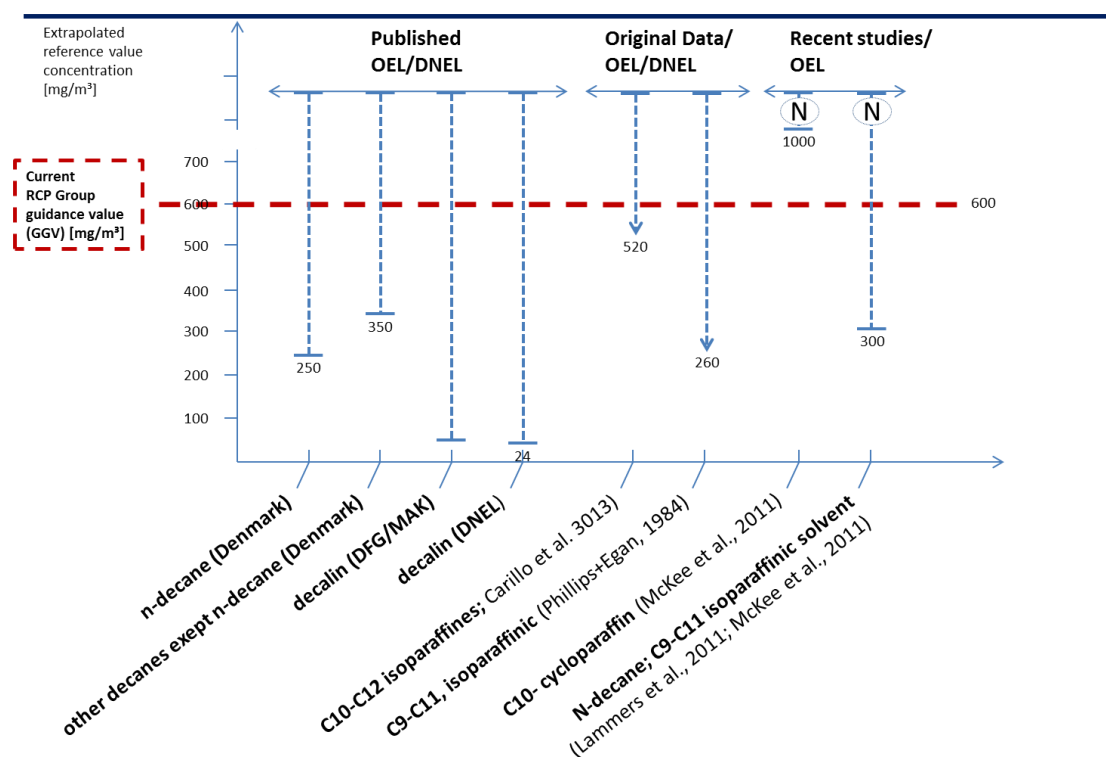 Extrapolated
reference value
concentration
[mg/m³]
Published
OEL/DNEL
Original Data/
OEL/DNEL
Recent studies/
OEL
N
N
1000
700
Current
RCP Group
guidance value
(GGV) [mg/m³]
600
600
500
520
400
350
300
300
250
260
200
100
24
n-decane (Denmark)
other decanes exept n-decane (Denmark)
decalin (DFG/MAK)
decalin (DNEL)
C10-C12 isoparaffines; Carillo et al. 3013)
C9-C11, isoparaffinic (Phillips+Egan, 1984)
C10- cycloparaffin (McKee et al., 2011)
N-decane; C9-C11 isoparaffinic solvent
(Lammers et al., 2011; McKee et al., 2011)